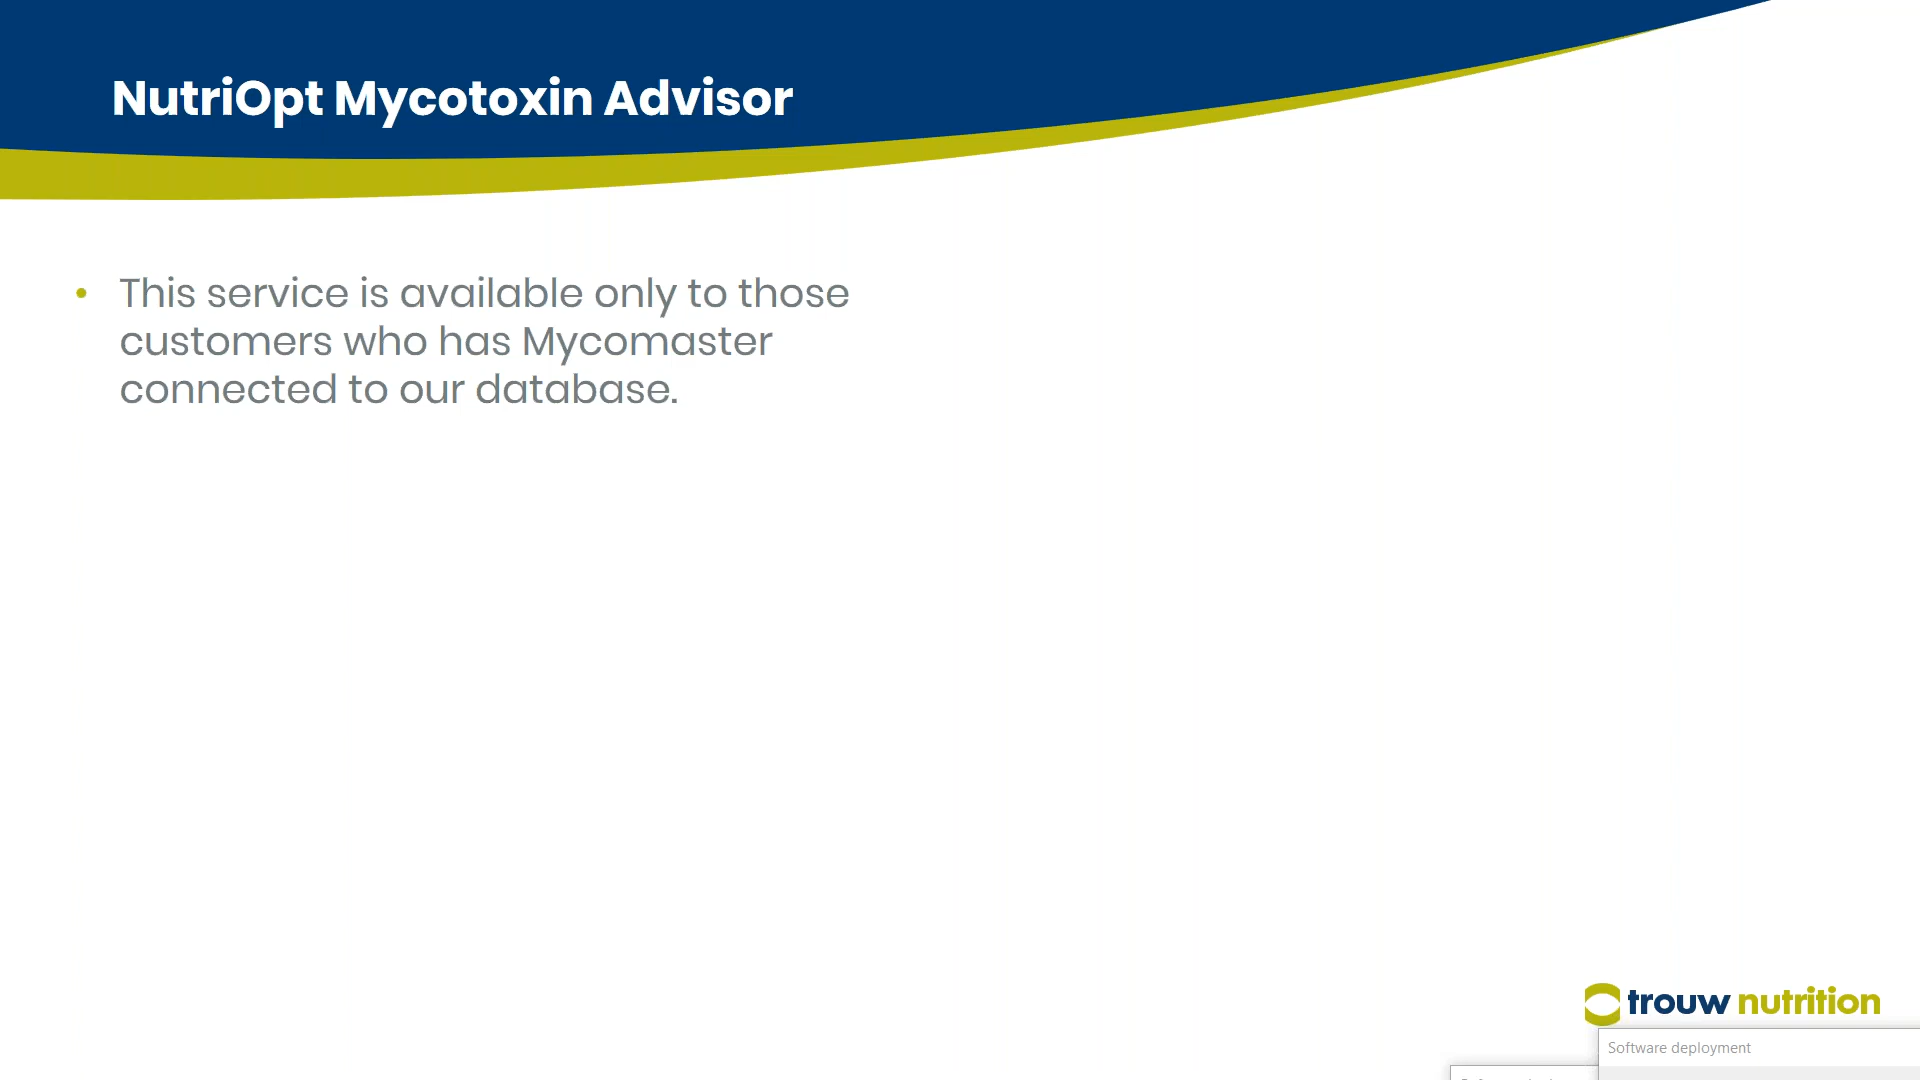 NutriOpt Mycotoxin Advisor
• This service is available only to those
customers who has Mycomaster
connected to our database.
trouw nutrition
Software deployment